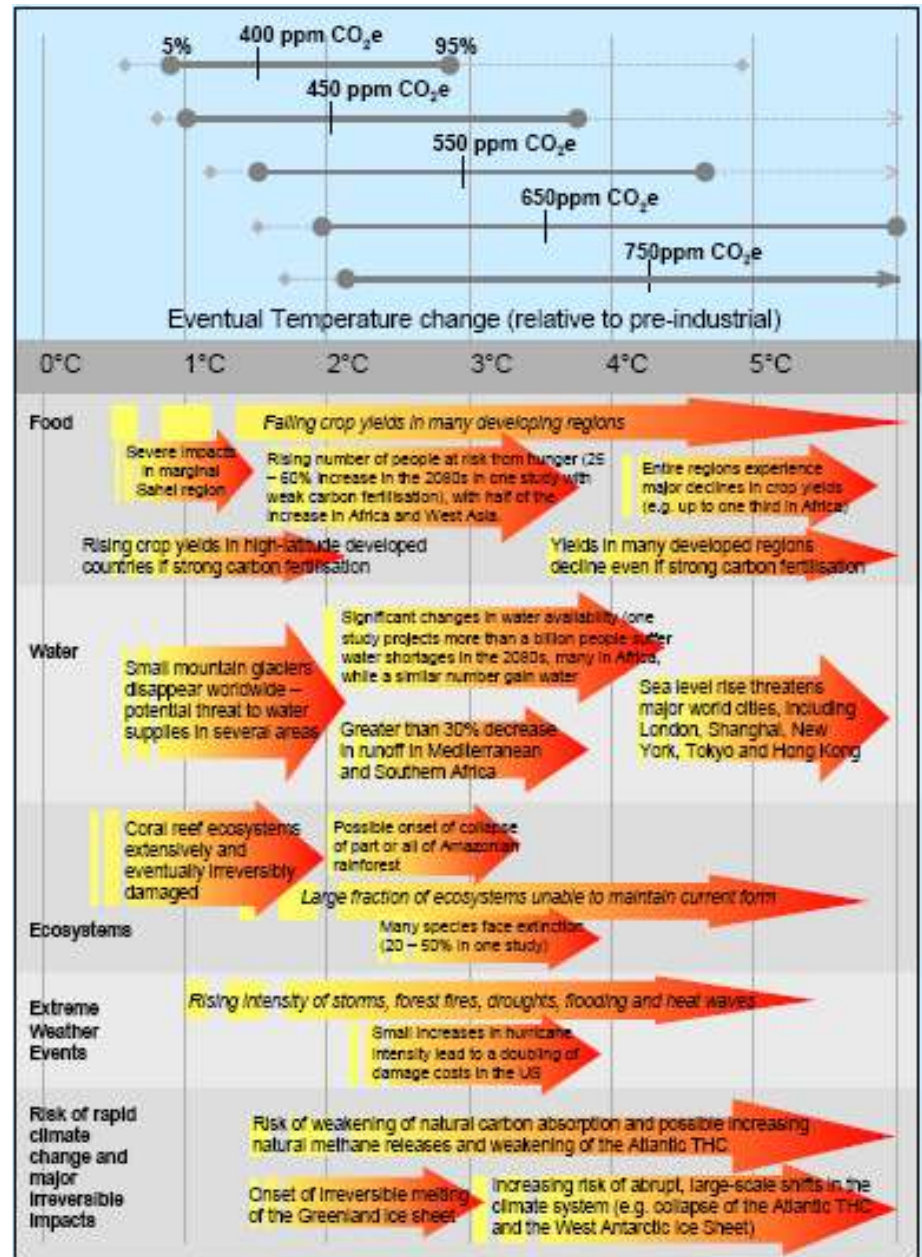 400 ppm CO₂e
5%
95%
450 ppm CO₂e
550 ppm CO₂e
650ppm CO₂e
750ppm CO₂e
Eventual Temperature change (relative to pre-industrial)
0°C 1°C 2°C 3°C 4°C 5°C
Food
Falling crop yields in many developing regions
Severe impacts
in marginal
Sahel region
Rising number of people at risk from hunger (25
– 60% increase in the 2080s in one study with
weak carbon fertilisation), with half of the
increase in Africa and West Asia.
Entire regions experience
major declines in crop yields
(e.g. up to one third in Africa)
Rising crop yields in high-latitude developed
countries if strong carbon fertilisation
Yields in many developed regions
decline even if strong carbon fertilisation
Water
Small mountain glaciers
disappear worldwide –
potential threat to water
supplies in several areas
Significant changes in water availability (one
study projects more than a billion people suffer
water shortages in the 2080s, many in Africa,
while a similar number gain water
Greater than 30% decrease
in runoff in Mediterranean
and Southern Africa
Sea level rise threatens
major world cities, including
London, Shanghai, New
York, Tokyo and Hong Kong
Ecosystems
Coral reef ecosystems
extensively and
eventually irreversibly
damaged
Possible onset of collapse
of part or all of Amazonian
rainforest
Large fraction of ecosystems unable to maintain current form
Many species face extinction
(20 – 50% in one study)
Extreme
Weather
Events
Rising intensity of storms, forest fires, droughts, flooding and heat waves
Small increases in hurricane
intensity lead to a doubling of
damage costs in the US
Risk of rapid
climate
change and
major
irreversible
impacts
Risk of weakening of natural carbon absorption and possible increasing
natural methane releases and weakening of the Atlantic THC
Onset of irreversible melting
of the Greenland ice sheet
Increasing risk of abrupt, large-scale shifts in the
climate system (e.g. collapse of the Atlantic THC
and the West Antarctic Ice Sheet)